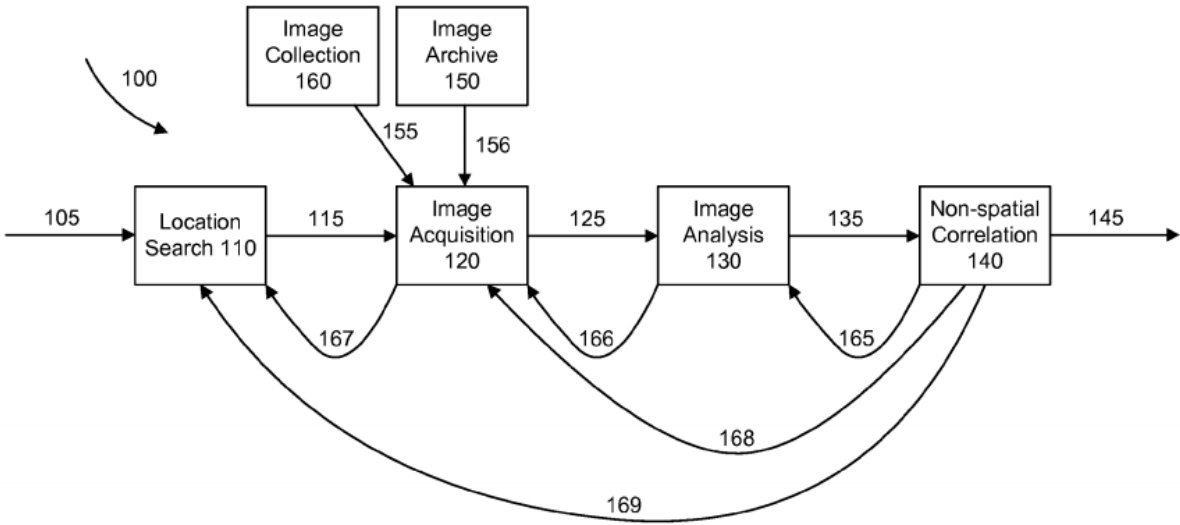 Image
Collection
160
Image
Archive
150
100
155
156
105
Location
Search 110
115
Image
Acquisition
120
125
Image
Analysis
130
135
Non-spatial
Correlation
140
145
167
166
165
168
169